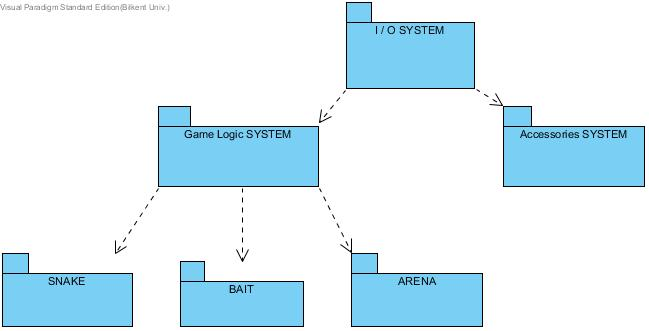 Visual Paradigm Standard Edition(Bilkent Univ.)
I / O SYSTEM
Game Logic SYSTEM
Accessories SYSTEM
SNAKE
BAIT
ARENA